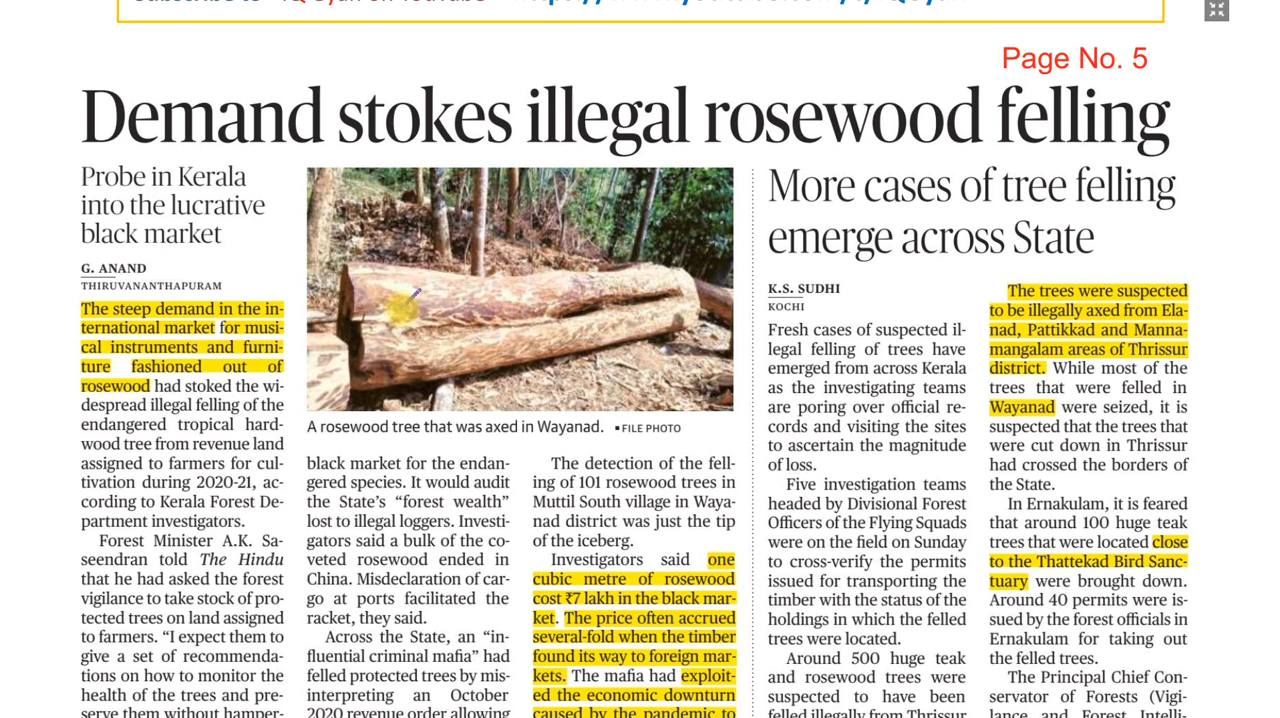 Page No. 5
Demand stokes illegal rosewood felling
Probe in Kerala
into the lucrative
black market
G. ANAND
THIRUVANANTHAPURAM
The steep demand in the in-
ternational market for musi-
cal instruments and furni-
ture fashioned out of
rosewood had stoked the wi-
despread illegal felling of the
endangered tropical hard-
wood tree from revenue land
assigned to farmers for cul-
tivation during 2020-21, ac-
cording to Kerala Forest De-
partment investigators.
Forest Minister A.K. Sa-
seendran told The Hindu
that he had asked the forest
vigilance to take stock of pro-
tected trees on land assigned
to farmers. “I expect them to
give a set of recommenda-
tions on how to monitor the
health of the trees and pre-
serve them without hamper-
A rosewood tree that was axed in Wayanad. ▪FILE PHOTO
black market for the endan-
gered species. It would audit
the State’s “forest wealth”
lost to illegal loggers. Investi-
gators said a bulk of the co-
veted rosewood ended in
China. Misdeclaration of car-
go at ports facilitated the
racket, they said.
Across the State, an “in-
fluential criminal mafia” had
felled protected trees by mis-
interpreting an October
2020 revenue order allowing
The detection of the fell-
ing of 101 rosewood trees in
Muttil South village in Waya-
nad district was just the tip
of the iceberg.
Investigators said one
cubic metre of rosewood
cost ₹7 lakh in the black mar-
ket. The price often accrued
several-fold when the timber
found its way to foreign mar-
kets. The mafia had exploit-
ed the economic downturn
caused by the pandemic to
More cases of tree felling
emerge across State
K.S. SUDHI
KOCHI
Fresh cases of suspected il-
legal felling of trees have
emerged from across Kerala
as the investigating teams
are poring over official re-
cords and visiting the sites
to ascertain the magnitude
of loss.
Five investigation teams
headed by Divisional Forest
Officers of the Flying Squads
were on the field on Sunday
to cross-verify the permits
issued for transporting the
timber with the status of the
holdings in which the felled
trees were located.
Around 500 huge teak
and rosewood trees were
suspected to have been
felled illegally from Thrissur
The trees were suspected
to be illegally axed from Ela-
nad, Pattikkad and Manna-
mangalam areas of Thrissur
district. While most of the
trees that were felled in
Wayanad were seized, it is
suspected that the trees that
were cut down in Thrissur
had crossed the borders of
the State.
In Ernakulam, it is feared
that around 100 huge teak
trees that were located close
to the Thattekad Bird Sanc-
tuary were brought down.
Around 40 permits were is-
sued by the forest officials in
Ernakulam for taking out
the felled trees.
The Principal Chief Con-
servator of Forests (Vigi-
lance and Forest Intelli-